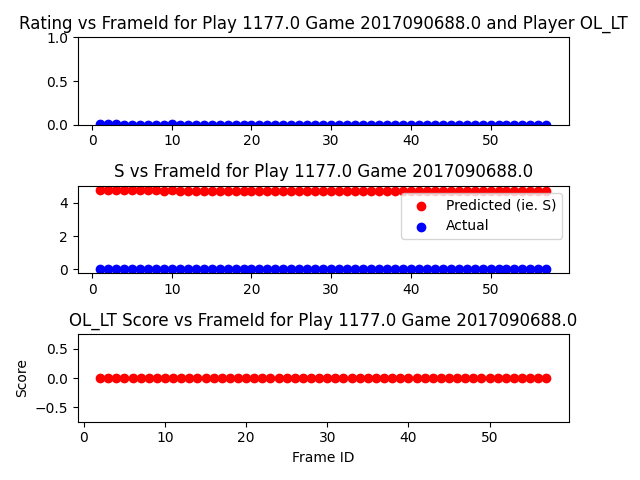 Rating vs FrameId for Play 1177.0 Game 2017090688.0 and Player OL_LT
1.0
0.5
0.0
0 10 20 30 40 50
S vs FrameId for Play 1177.0 Game 2017090688.0
4
2
0
Predicted (ie. S)
Actual
0 10 20 30 40 50
OL_LT Score vs FrameId for Play 1177.0 Game 2017090688.0
Score
0.5
0.0
−0.5
0 10 20 30 40 50
Frame ID